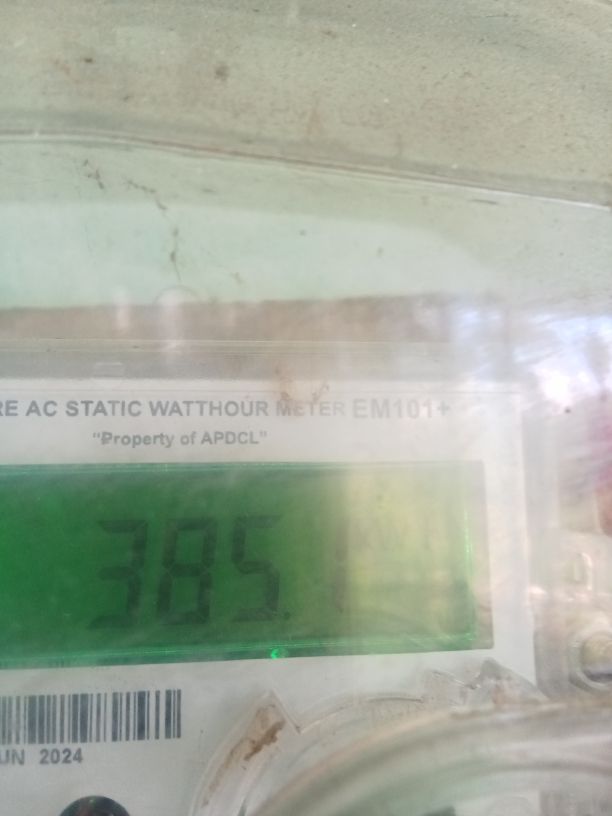 RE AC STATIC WATTHOUR METER EM101+
"Property of APDCL"
385.
UN 2024